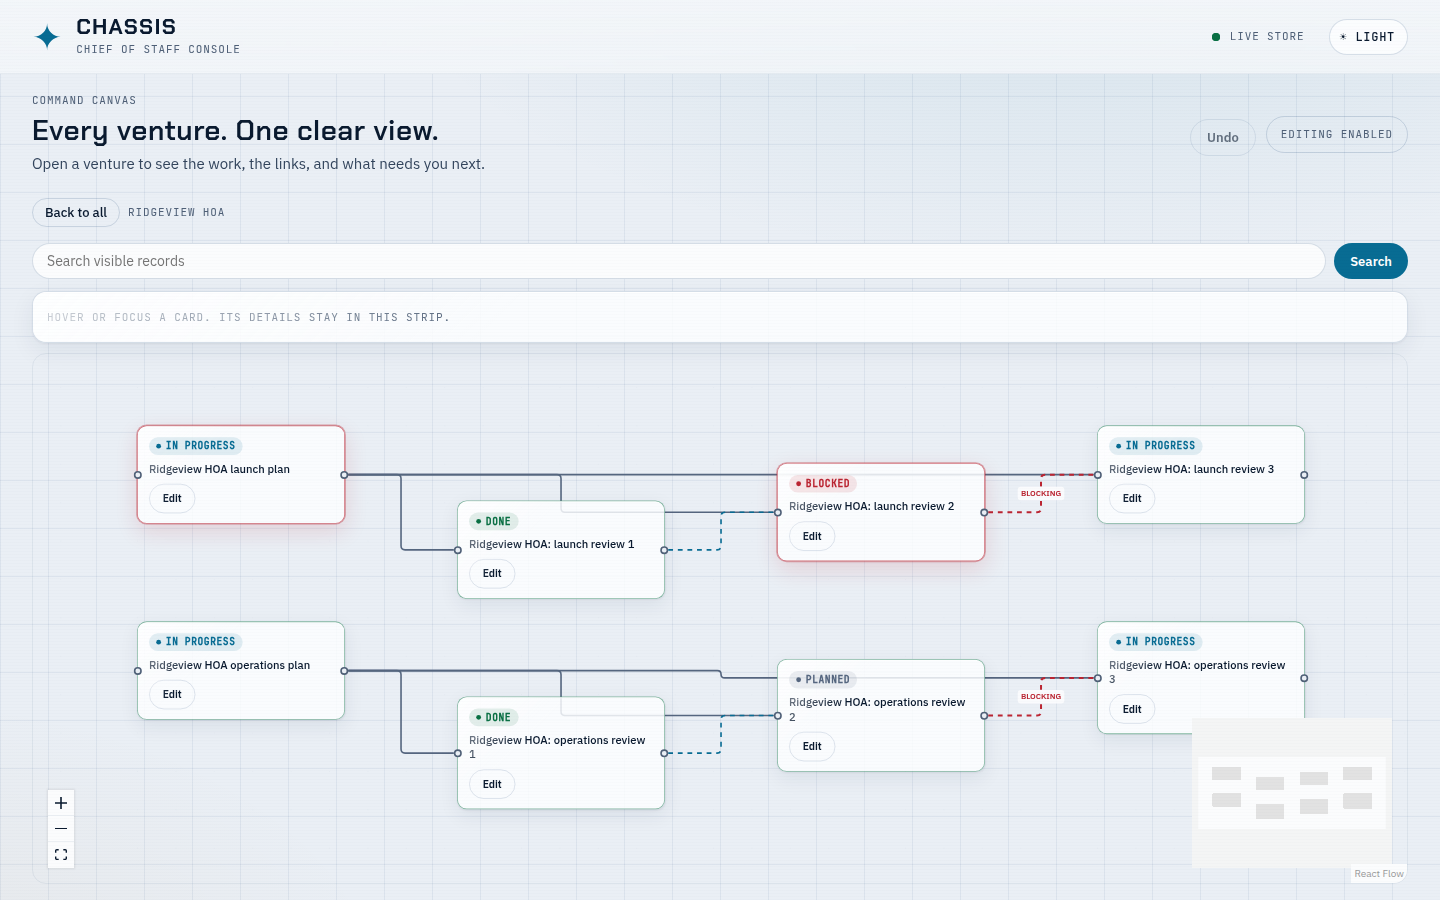 CHASSIS
CHIEF OF STAFF CONSOLE
LIVE STORE
LIGHT
COMMAND CANVAS
Every venture. One clear view.
Open a venture to see the work, the links, and what needs you next.
Undo
EDITING ENABLED
Back to all
RIDGEVIEW HOA
Search visible records
Search
HOVER OR FOCUS A CARD. ITS DETAILS STAY IN THIS STRIP.
IN PROGRESS
Ridgeview HOA launch plan
Edit
DONE
Ridgeview HOA: launch review 1
Edit
BLOCKED
Ridgeview HOA: launch review 2
Edit
BLOCKING
IN PROGRESS
Ridgeview HOA: launch review 3
Edit
IN PROGRESS
Ridgeview HOA operations plan
Edit
DONE
Ridgeview HOA: operations review
1
Edit
PLANNED
Ridgeview HOA: operations review
2
Edit
BLOCKING
IN PROGRESS
Ridgeview HOA: operations review
3
Edit
React Flow